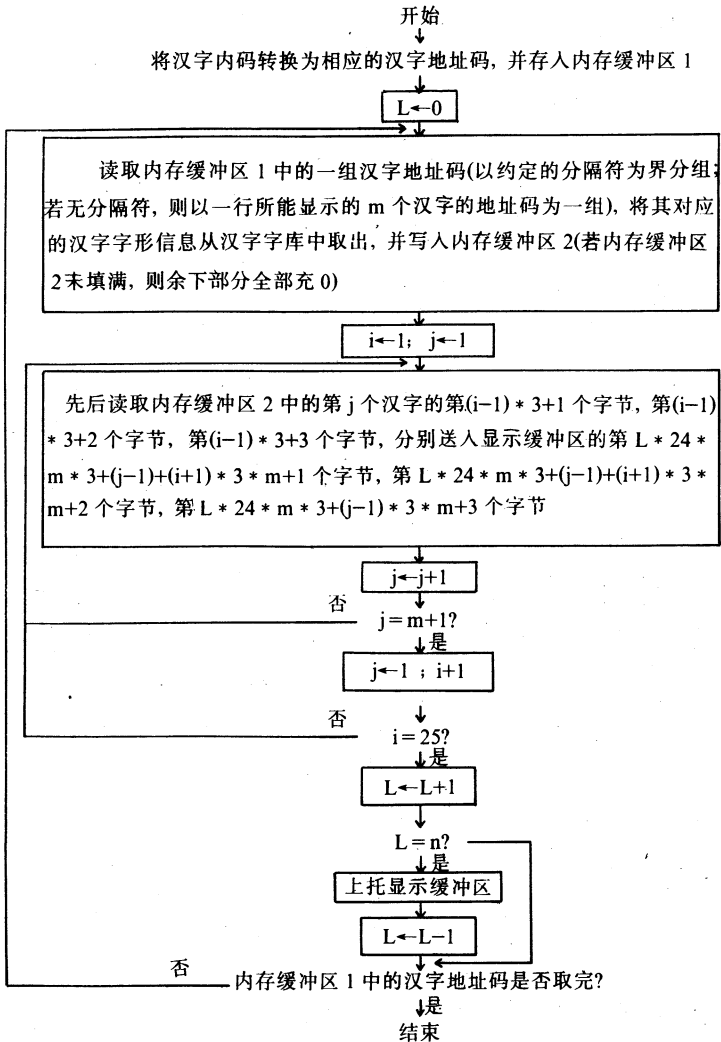 开始
将汉字内码转换为相应的汉字地址码, 并存入内存缓冲区 1
L←0
读取内存缓冲区 1 中的一组汉字地址码(以约定的分隔符为界分组;
若无分隔符, 则以一行所能显示的 m 个汉字的地址码为一组), 将其对应
的汉字字形信息从汉字字库中取出, 并写入内存缓冲区 2(若内存缓冲区
2未填满, 则余下部分全部充 0)
i←1; j←1
先后读取内存缓冲区 2 中的第 j 个汉字的第(i-1) * 3+1 个字节, 第(i-1)
* 3+2 个字节, 第(i-1) * 3+3 个字节, 分别送入显示缓冲区的第 L * 24 *
m * 3+(j-1)+(i+1) * 3 * m+1 个字节, 第 L * 24 * m * 3+(j-1)+(i+1) * 3 *
m+2 个字节, 第 L * 24 * m * 3+(j-1) * 3 * m+3 个字节
j←j+1
否
j=m+1?
是
j←1 ; i+1
否
i=25?
是
L←L+1
L=n?
是
上托显示缓冲区
L←L-1
否
内存缓冲区 1 中的汉字地址码是否取完?
是
结束